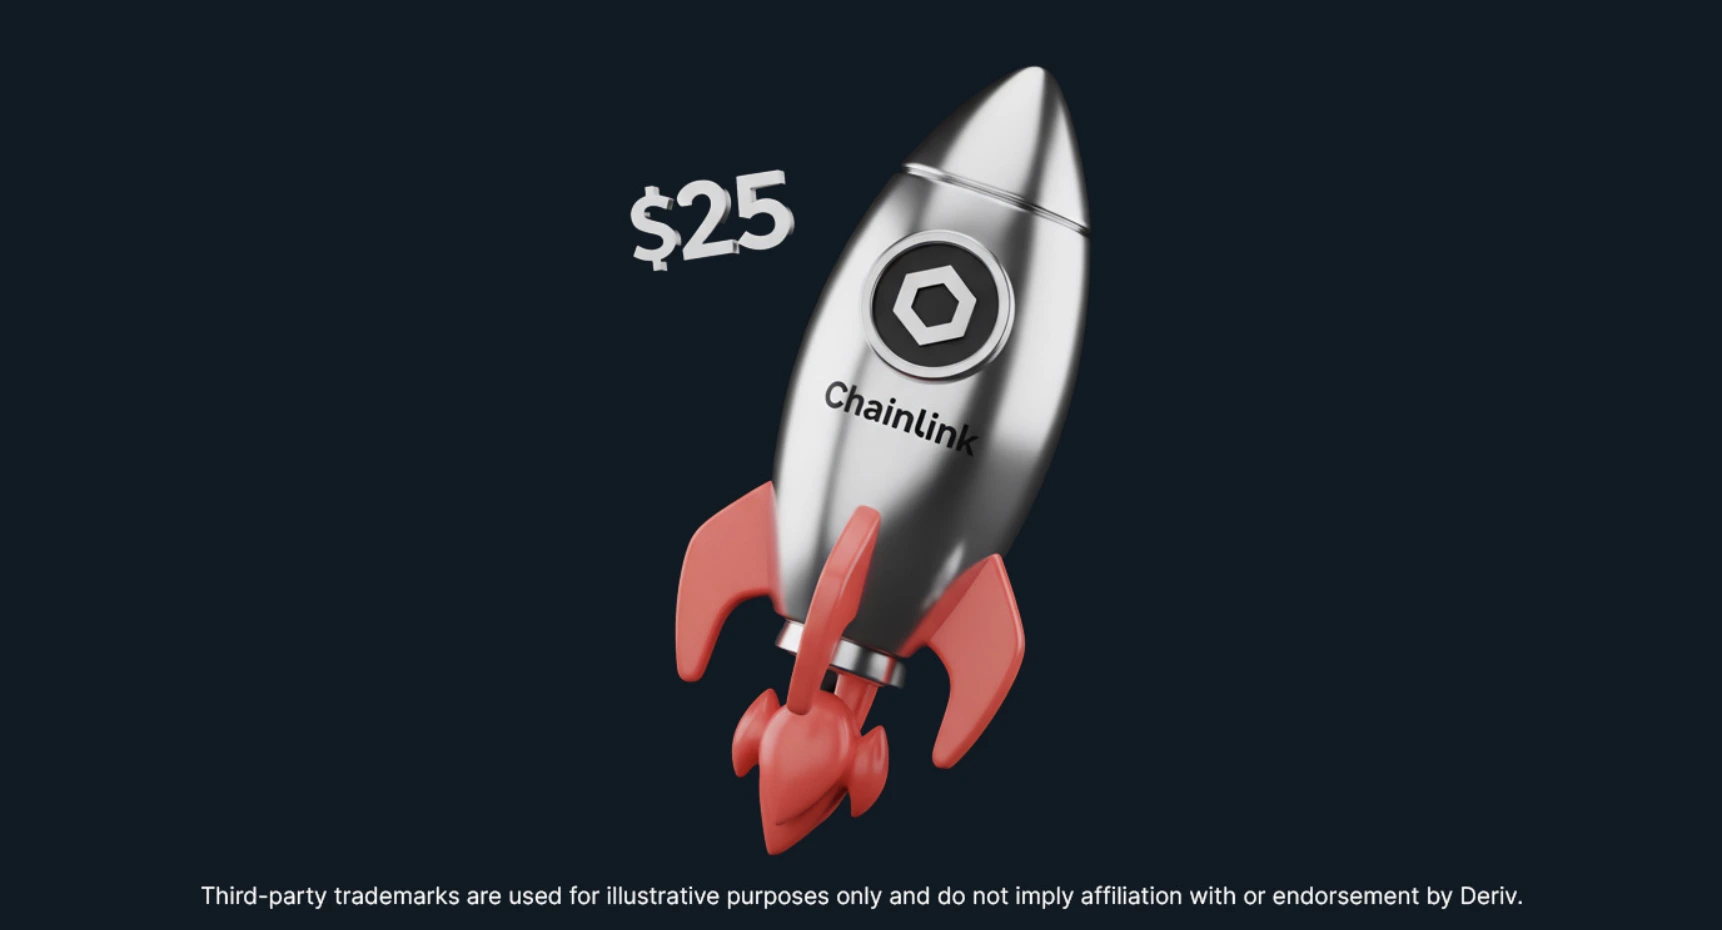 $25
Chainlink
Third-party trademarks are used for illustrative purposes only and do not imply affiliation with or endorsement by Deriv.